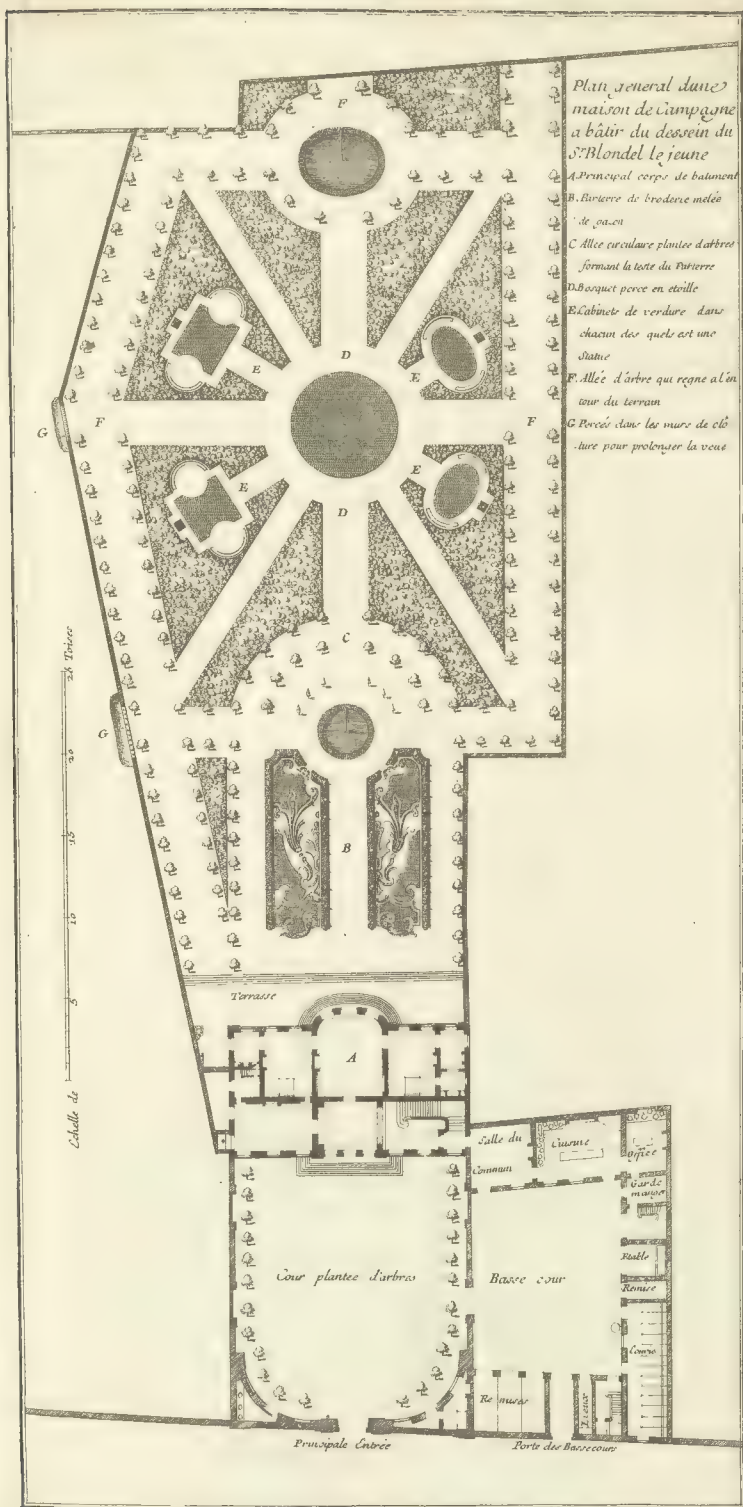 Plan general dune
maison de Campagne
a bâtir du dessein du
Sr. Blondel le jeune
A. Principal corps de batiment
B. Parterre de broderie melée
de gazon
C Allée circulaire plantée d'arbres
formant la teste du Parterre
D. Bosquet percé en etoille
E. Cabinets de verdure dans
chacun des quels est une
Statue
F. Allée d'arbre qui regne a l'en
tour du terrain
G Percés dans les murs de clô
-ture pour prolonger la veue
F
D
E
E
G
F
F
E
E
D
C
G
B
Echelle de 5 10 15 20 25 Toises
Terrasse
A
Salle du
Commun
Cuisine
Office
Garde
manger
Etable
Remise
Cour plantée d'arbres
Basse cour
Remises
Principale Entrée
Porte des Bassecours